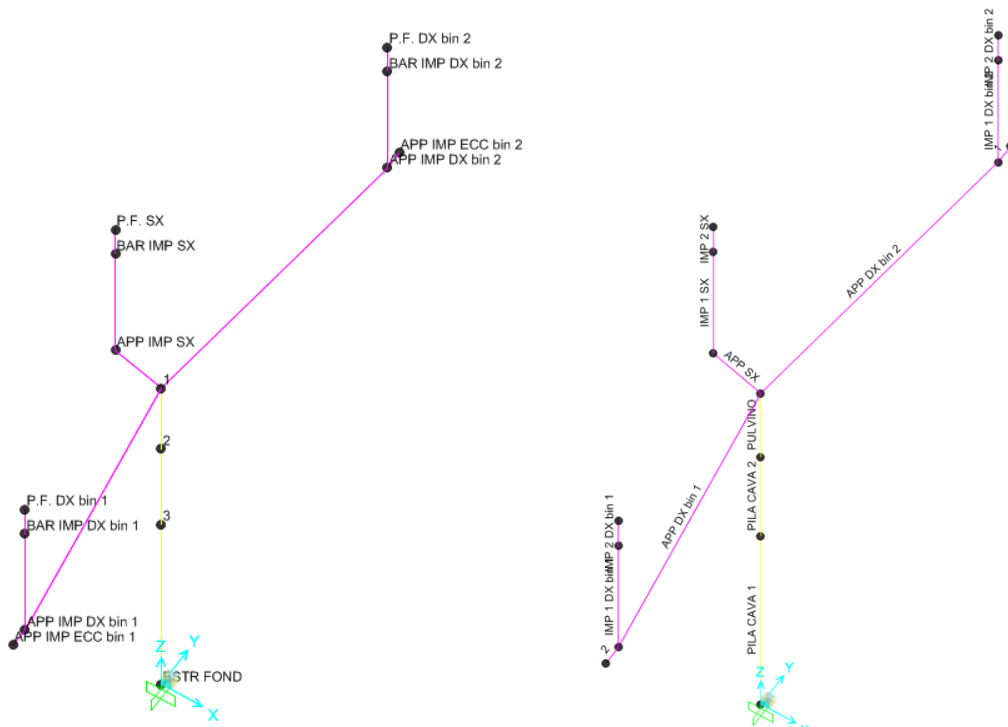 P.F. DX bin 2
BAR IMP DX bin 2
APP IMP ECC bin 2
APP IMP DX bin 2
P.F. SX
BAR IMP SX
APP IMP SX
1
2
3
P.F. DX bin 1
BAR IMP DX bin 1
APP IMP DX bin 1
APP IMP ECC bin 1
Z
Y
ESTR FOND
X
IMP 2 DX bin 2
IMP 1 DX bin 2
1
APP DX bin 2
IMP 2 SX
IMP 1 SX
APP SX
PULVINO
PILA CAVA 2
APP DX bin 1
IMP 2 DX bin 1
IMP 1 DX bin 1
2
PILA CAVA 1
Z
Y